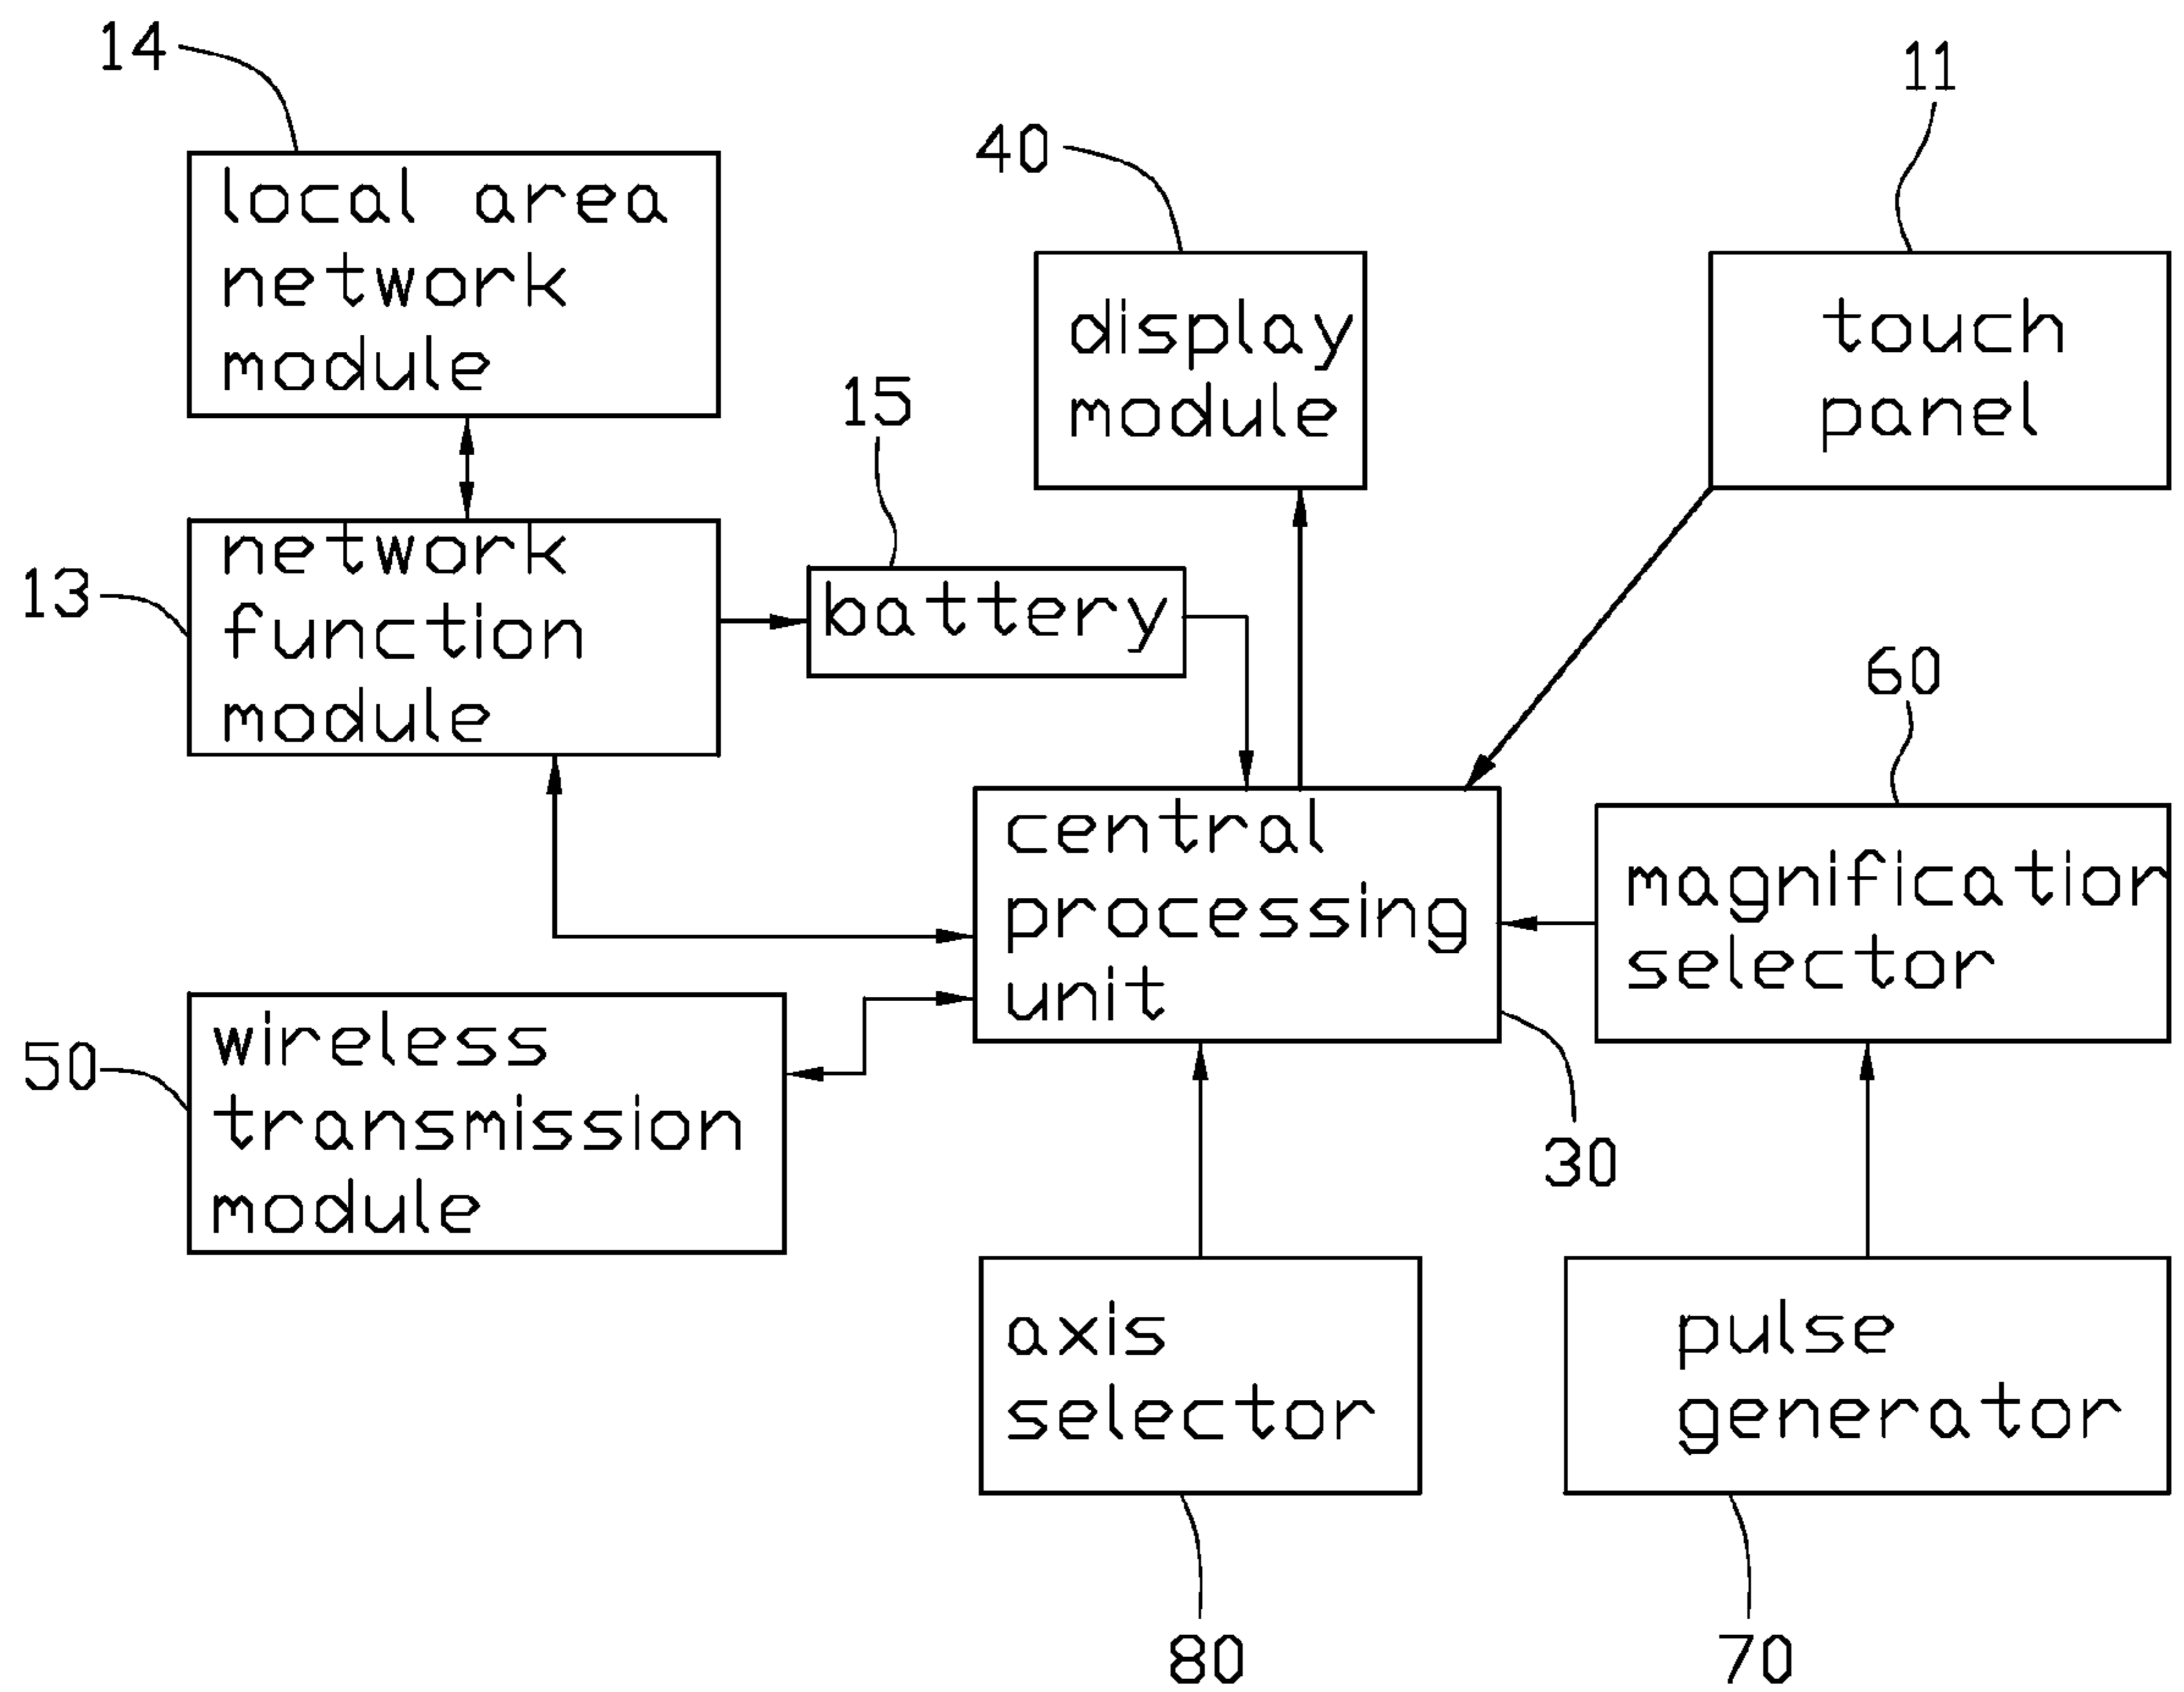 14
local area
network
module
40
display
module
11
touch
panel
15
battery
13
network
function
module
60
magnification
selector
central
processing
unit
30
50
wireless
transmission
module
axis
selector
80
pulse
generator
70